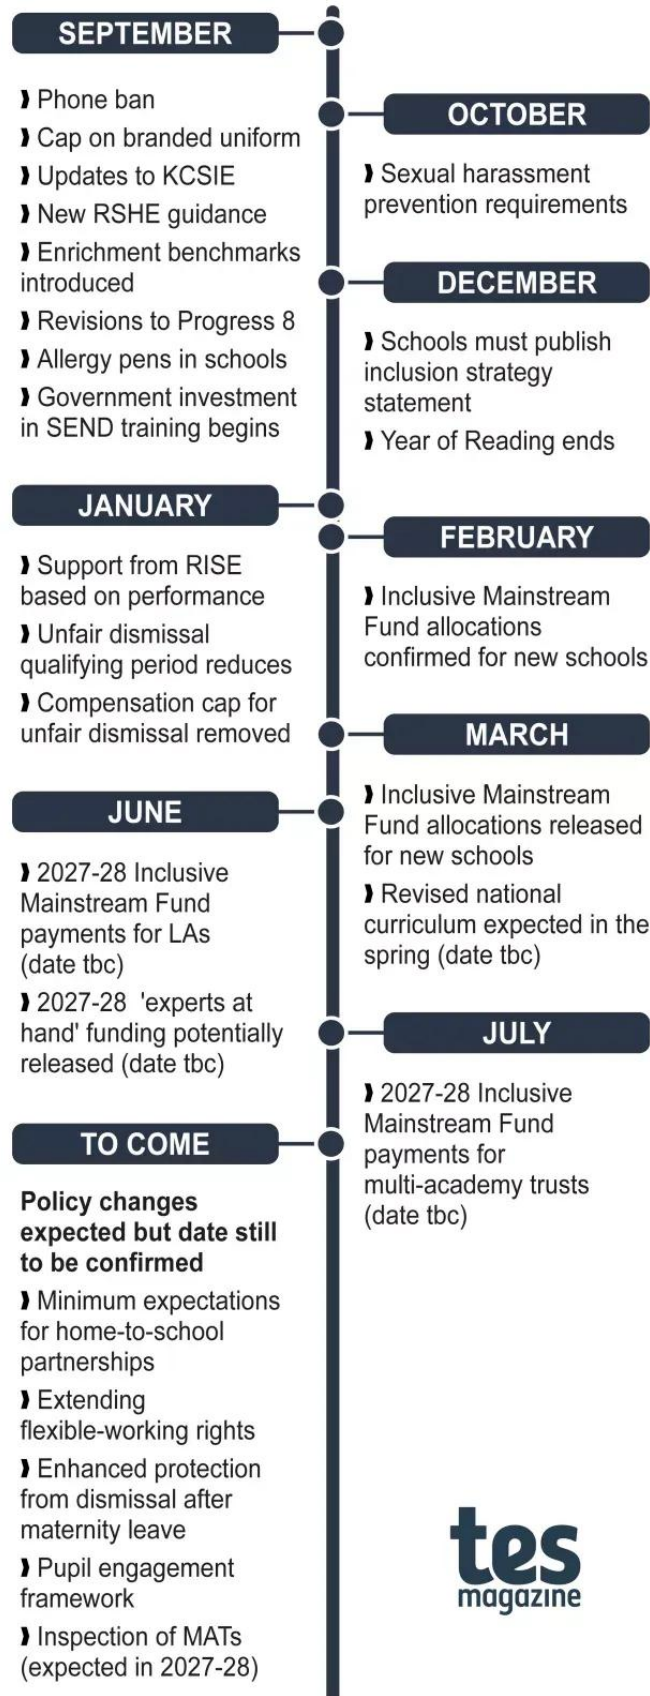 SEPTEMBER
❱ Phone ban
❱ Cap on branded uniform
❱ Updates to KCSIE
❱ New RSHE guidance
❱ Enrichment benchmarks
introduced
❱ Revisions to Progress 8
❱ Allergy pens in schools
❱ Government investment
in SEND training begins
OCTOBER
❱ Sexual harassment
prevention requirements
DECEMBER
❱ Schools must publish
inclusion strategy
statement
❱ Year of Reading ends
JANUARY
❱ Support from RISE
based on performance
❱ Unfair dismissal
qualifying period reduces
❱ Compensation cap for
unfair dismissal removed
FEBRUARY
❱ Inclusive Mainstream
Fund allocations
confirmed for new schools
MARCH
❱ Inclusive Mainstream
Fund allocations released
for new schools
❱ Revised national
curriculum expected in the
spring (date tbc)
JUNE
❱ 2027-28 Inclusive
Mainstream Fund
payments for LAs
(date tbc)
❱ 2027-28 'experts at
hand' funding potentially
released (date tbc)
JULY
❱ 2027-28 Inclusive
Mainstream Fund
payments for
multi-academy trusts
(date tbc)
TO COME
Policy changes
expected but date still
to be confirmed
❱ Minimum expectations
for home-to-school
partnerships
❱ Extending
flexible-working rights
❱ Enhanced protection
from dismissal after
maternity leave
❱ Pupil engagement
framework
❱ Inspection of MATs
(expected in 2027-28)
tes
magazine